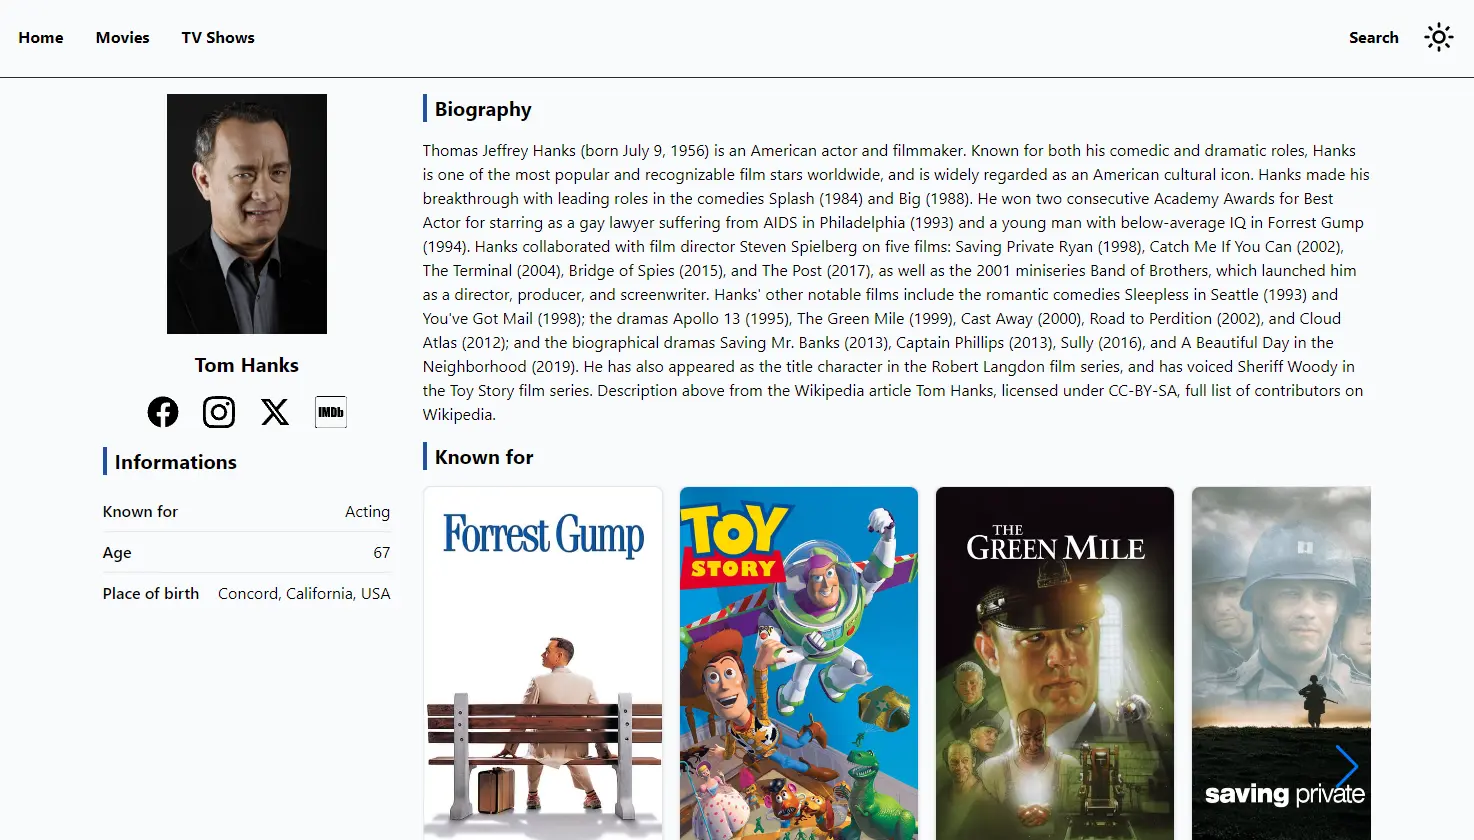 Home Movies TV Shows Search
Biography
Thomas Jeffrey Hanks (born July 9, 1956) is an American actor and filmmaker. Known for both his comedic and dramatic roles, Hanks
is one of the most popular and recognizable film stars worldwide, and is widely regarded as an American cultural icon. Hanks made his
breakthrough with leading roles in the comedies Splash (1984) and Big (1988). He won two consecutive Academy Awards for Best
Actor for starring as a gay lawyer suffering from AIDS in Philadelphia (1993) and a young man with below-average IQ in Forrest Gump
(1994). Hanks collaborated with film director Steven Spielberg on five films: Saving Private Ryan (1998), Catch Me If You Can (2002),
The Terminal (2004), Bridge of Spies (2015), and The Post (2017), as well as the 2001 miniseries Band of Brothers, which launched him
as a director, producer, and screenwriter. Hanks' other notable films include the romantic comedies Sleepless in Seattle (1993) and
You've Got Mail (1998); the dramas Apollo 13 (1995), The Green Mile (1999), Cast Away (2000), Road to Perdition (2002), and Cloud
Atlas (2012); and the biographical dramas Saving Mr. Banks (2013), Captain Phillips (2013), Sully (2016), and A Beautiful Day in the
Neighborhood (2019). He has also appeared as the title character in the Robert Langdon film series, and has voiced Sheriff Woody in
the Toy Story film series. Description above from the Wikipedia article Tom Hanks, licensed under CC-BY-SA, full list of contributors on
Wikipedia.
Tom Hanks
IMDb
Informations
Known for Acting
Age 67
Place of birth Concord, California, USA
Known for
Forrest Gump
TOY
STORY
THE
GREEN MILE
saving private